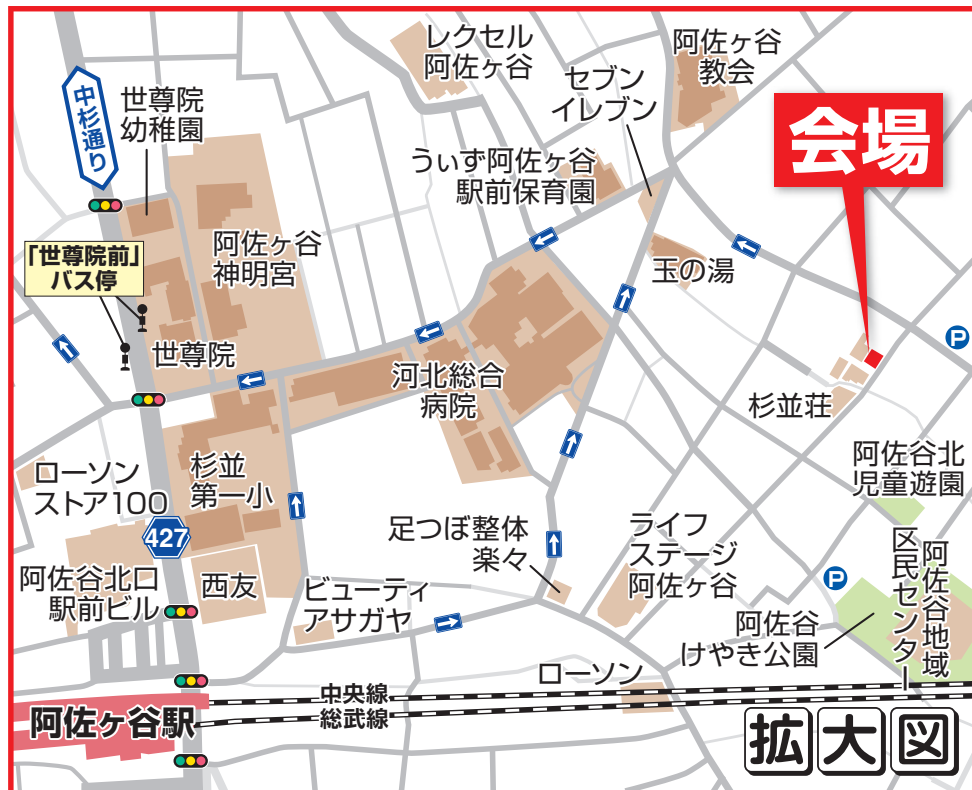 レクセル
阿佐ヶ谷
阿佐ヶ谷
教会
セブン
イレブン
中杉通り
世尊院
幼稚園
会場
うぃず阿佐ヶ谷
駅前保育園
「世尊院前」
バス停
阿佐ヶ谷
神明宮
玉の湯
P
世尊院
河北総合
病院
杉並荘
ローソン
ストア100
杉並
第一小
阿佐谷北
児童遊園
427
足つぼ整体
楽々
ライフ
ステージ
阿佐ヶ谷
阿佐谷地域
区民センター
阿佐谷北口
駅前ビル
西友
ビューティ
アサガヤ
P
阿佐谷
けやき公園
ローソン
中央線
総武線
阿佐ヶ谷駅
拡大図